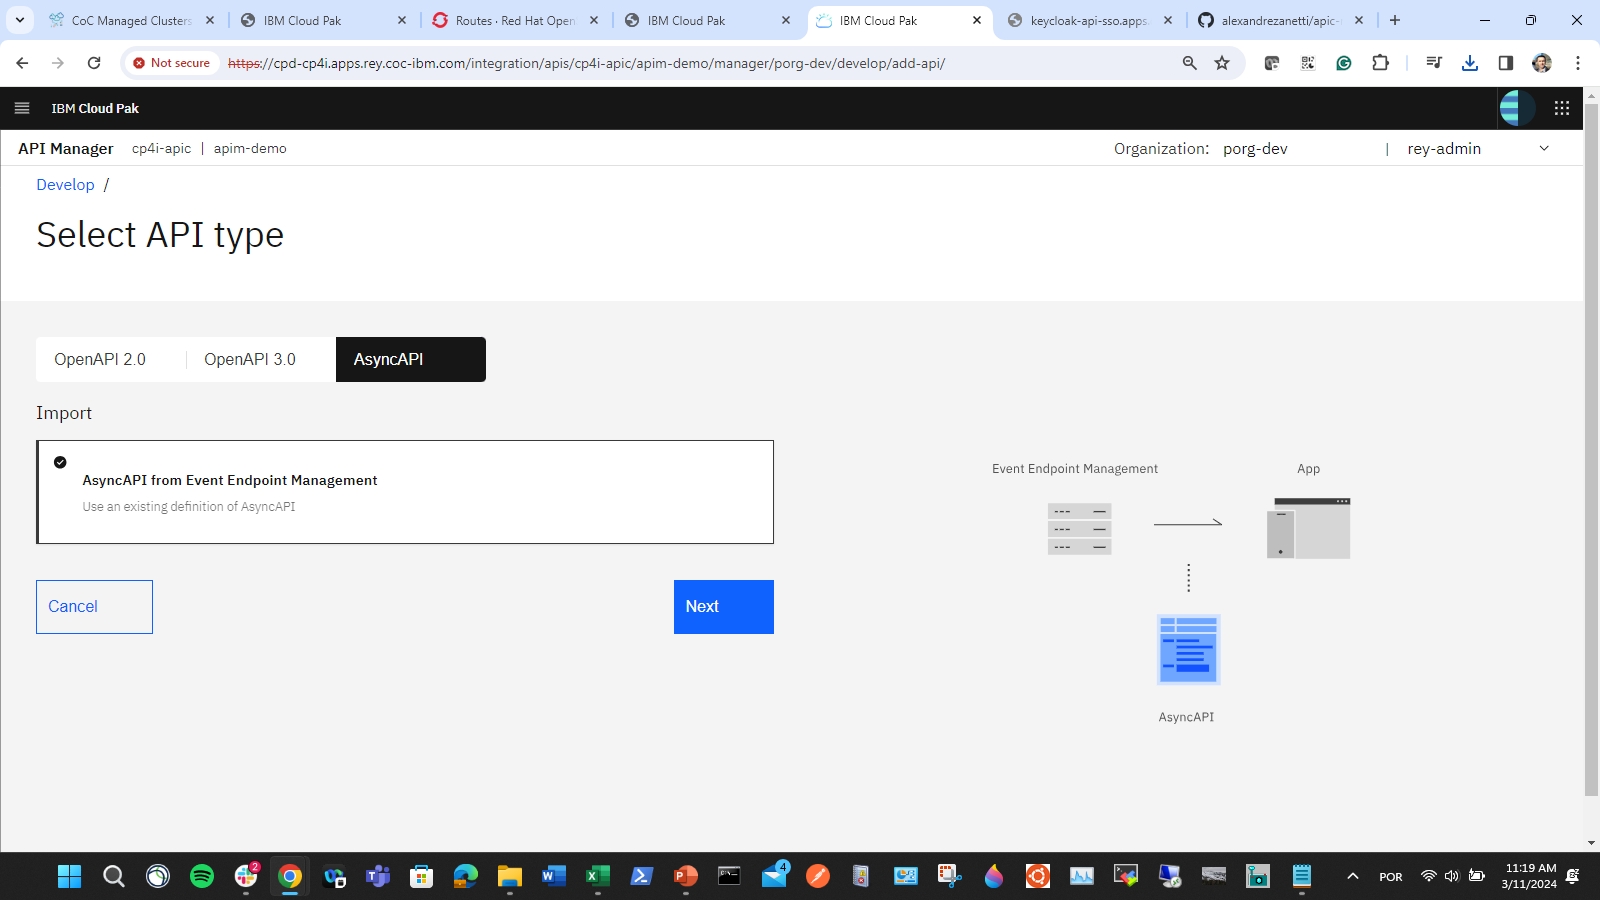 CoC Managed Clusters
IBM Cloud Pak
Routes · Red Hat Open
IBM Cloud Pak
IBM Cloud Pak
keycloak-api-sso.apps.
alexandrezanetti/apic-
Not secure
https://cpd-cp4i.apps.rey.coc-ibm.com/integration/apis/cp4i-apic/apim-demo/manager/porg-dev/develop/add-api/
IBM Cloud Pak
API Manager cp4i-apic | apim-demo
Organization: porg-dev | rey-admin
Develop /
Select API type
OpenAPI 2.0
OpenAPI 3.0
AsyncAPI
Import
AsyncAPI from Event Endpoint Management
Use an existing definition of AsyncAPI
Cancel
Next
Event Endpoint Management
App
AsyncAPI
2
4
POR
11:19 AM
3/11/2024